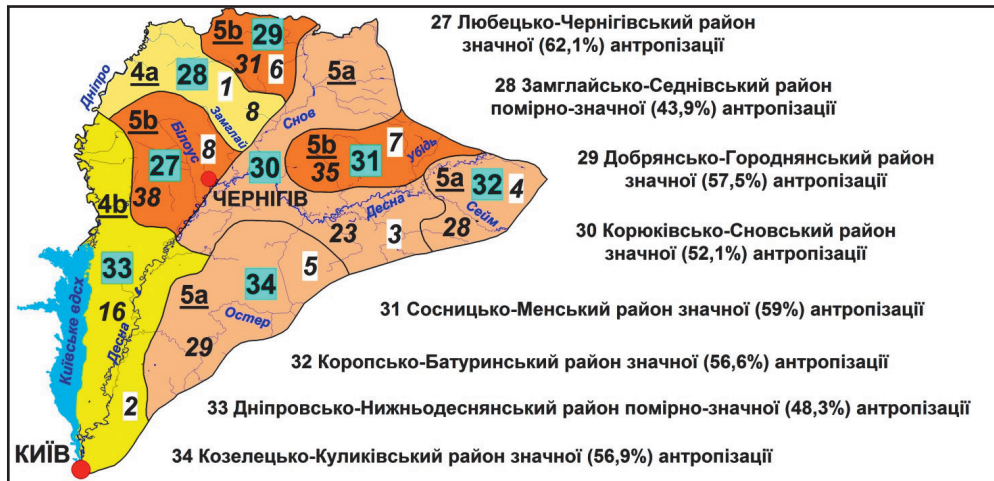 27 Любецько-Чернігівський район
значної (62,1%) антропізації
28 Замглайсько-Седнівський район
помірно-значної (43,9%) антропізації
29 Добрянсько-Городнянський район
значної (57,5%) антропізації
30 Корюківсько-Сновський район
значної (52,1%) антропізації
31 Сосницько-Менський район значної (59%) антропізації
32 Коропсько-Батуринський район значної (56,6%) антропізації
33 Дніпровсько-Нижньодеснянський район помірно-значної (48,3%) антропізації
34 Козелецько-Куликівський район значної (56,9%) антропізації
5b 29
31 6
5a
4a 28
1
8
Дніпро
Замглай
Снов
5b
Білоус
8
27
38
ЧЕРНІГІВ
30
5b 31
7
35
Убідь
5a 32
4
Сейм
28
Десна
23
3
4b
33
16
Десна
2
Київське вдсх
5a
34
5
Остер
29
КИЇВ